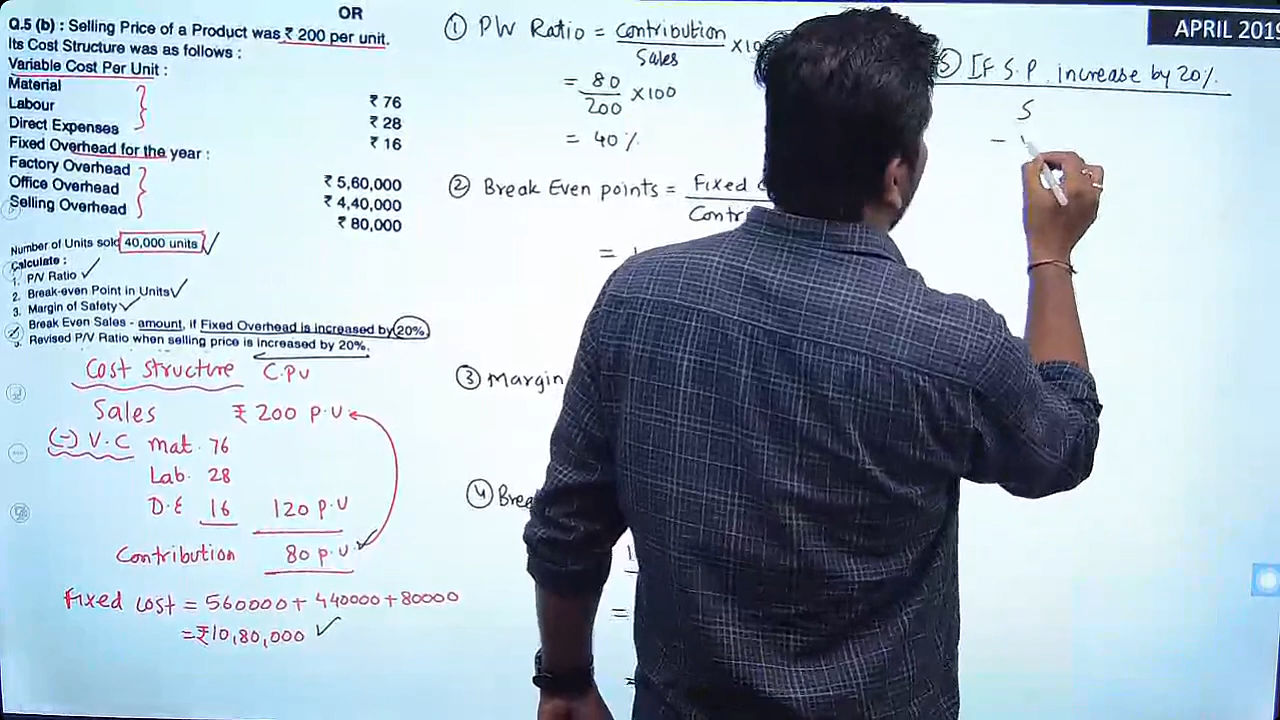 OR
Q.5 (b) : Selling Price of a Product was ₹ 200 per unit.
Its Cost Structure was as follows :
Variable Cost Per Unit :
Material ₹ 76
Labour ₹ 28
Direct Expenses ₹ 16
Fixed Overhead for the year :
Factory Overhead ₹ 5,60,000
Office Overhead ₹ 4,40,000
Selling Overhead ₹ 80,000
Number of Units sold 40,000 units
Calculate :
1. P/V Ratio
2. Break-even Point in Units
3. Margin of Safety
Break Even Sales - amount, if Fixed Overhead is increased by 20%
Revised P/V Ratio when selling price is increased by 20%.
Cost Structure C.P.U
Sales ₹ 200 P.U
(-) V.C mat. 76
Lab. 28
D.E 16 120 P.U
Contribution 80 P.U.
Fixed cost = 560000 + 440000 + 80000
= ₹10,80,000
① PV Ratio = Contribution
Sales
= 80
200 × 100
= 40%
② Break Even points = Fixed
=
③ Margin
④
=
APRIL 2019
⑤ IF S.P. increase by 20%.
S
-